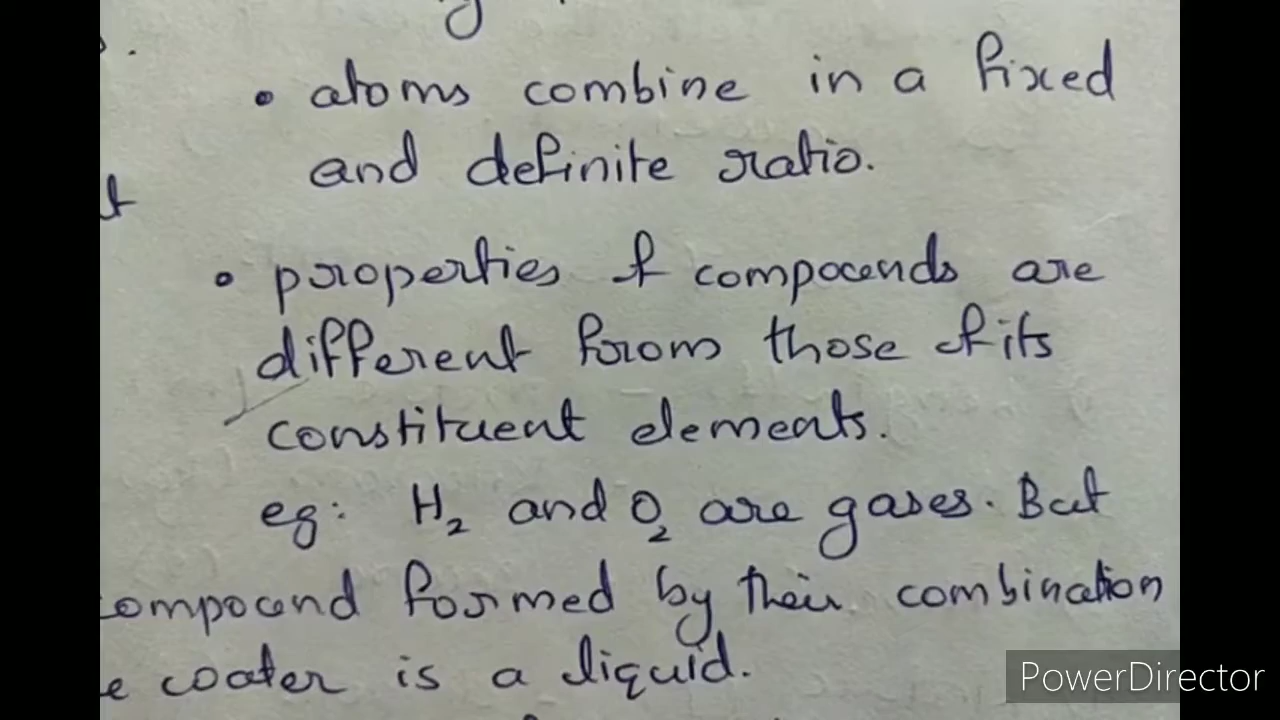 • atoms combine in a fixed
and definite ratio.
• properties of compounds are
different from those of its
constituent elements.
eg: H₂ and O₂ are gases. But
compound formed by their combination
water is a liquid.
PowerDirector